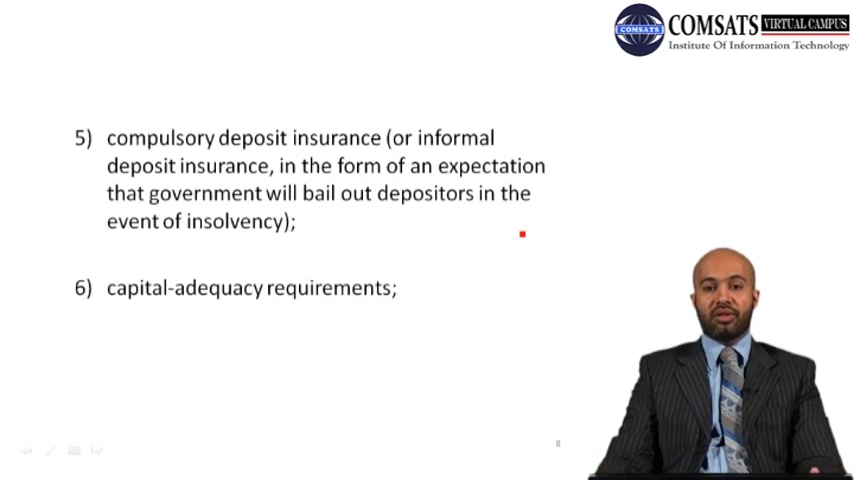 COMSATS VIRTUAL CAMPUS
Institute Of Information Technology
COMSATS
5) compulsory deposit insurance (or informal
deposit insurance, in the form of an expectation
that government will bail out depositors in the
event of insolvency);
6) capital-adequacy requirements;
8